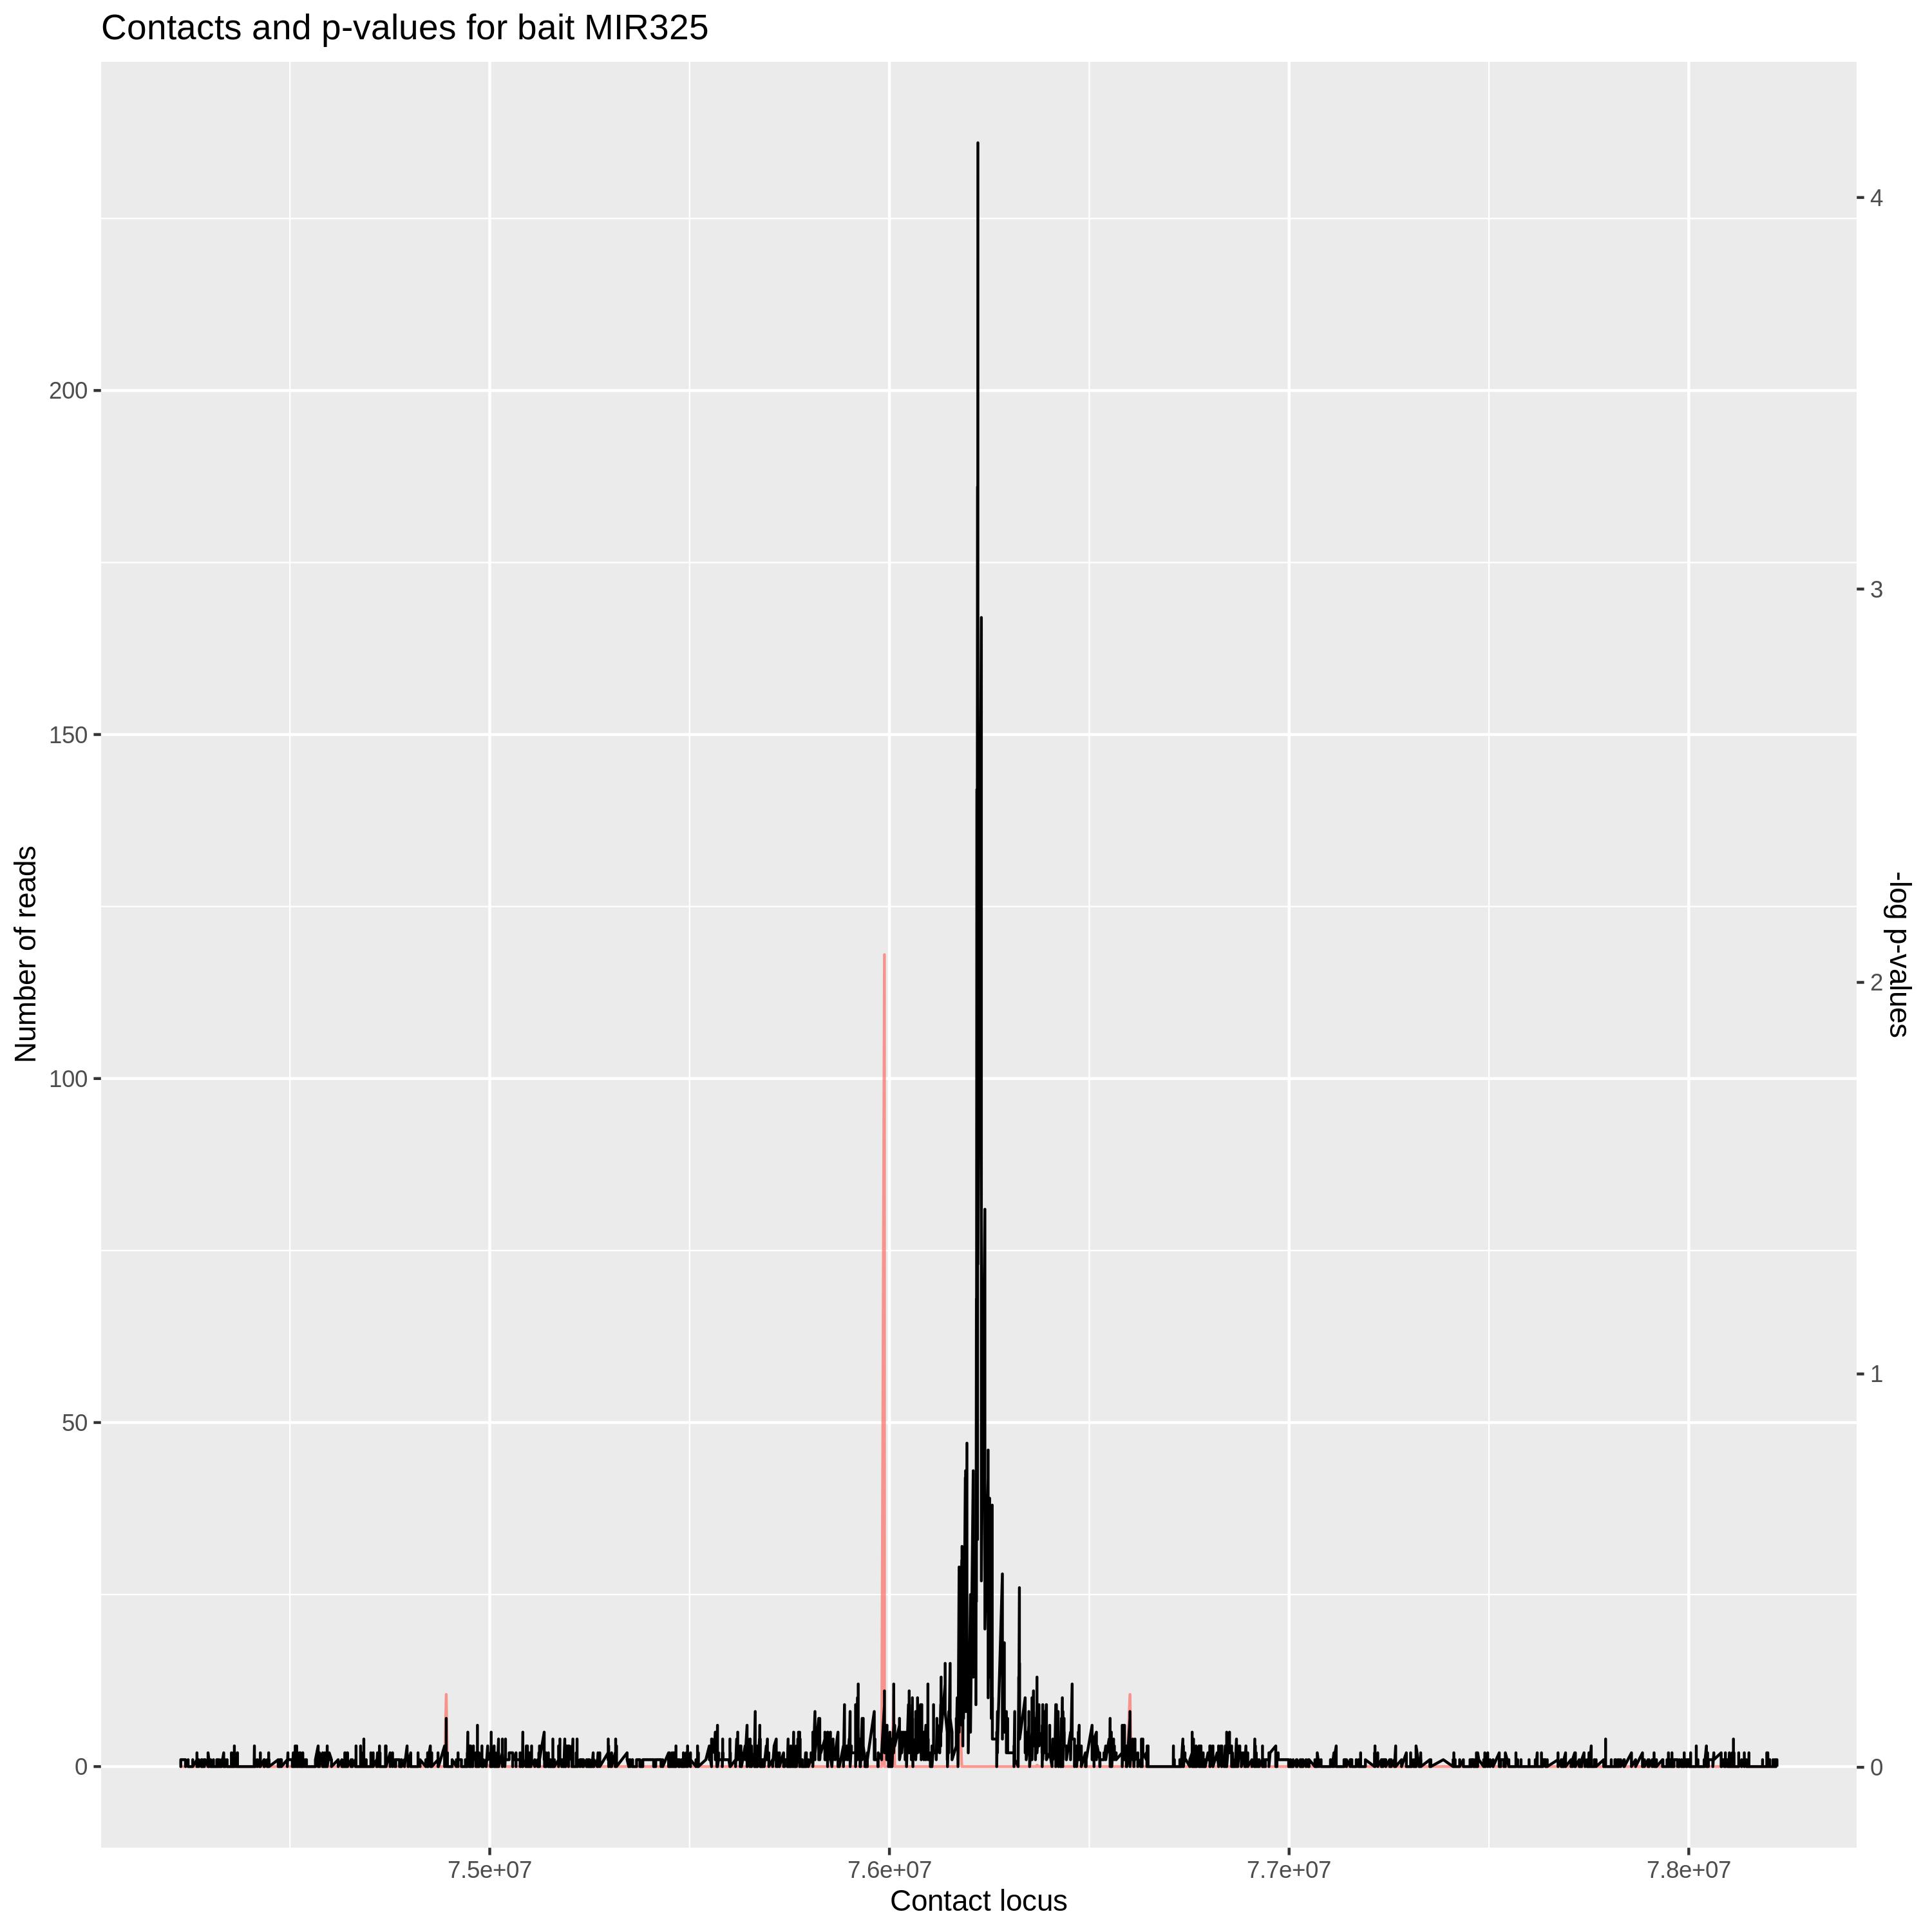 Contacts and p-values for bait MIR325
200
150
100
50
0
4
3
2
1
0
Number of reads
-log p-values
7.5e+07
7.6e+07
7.7e+07
7.8e+07
Contact locus